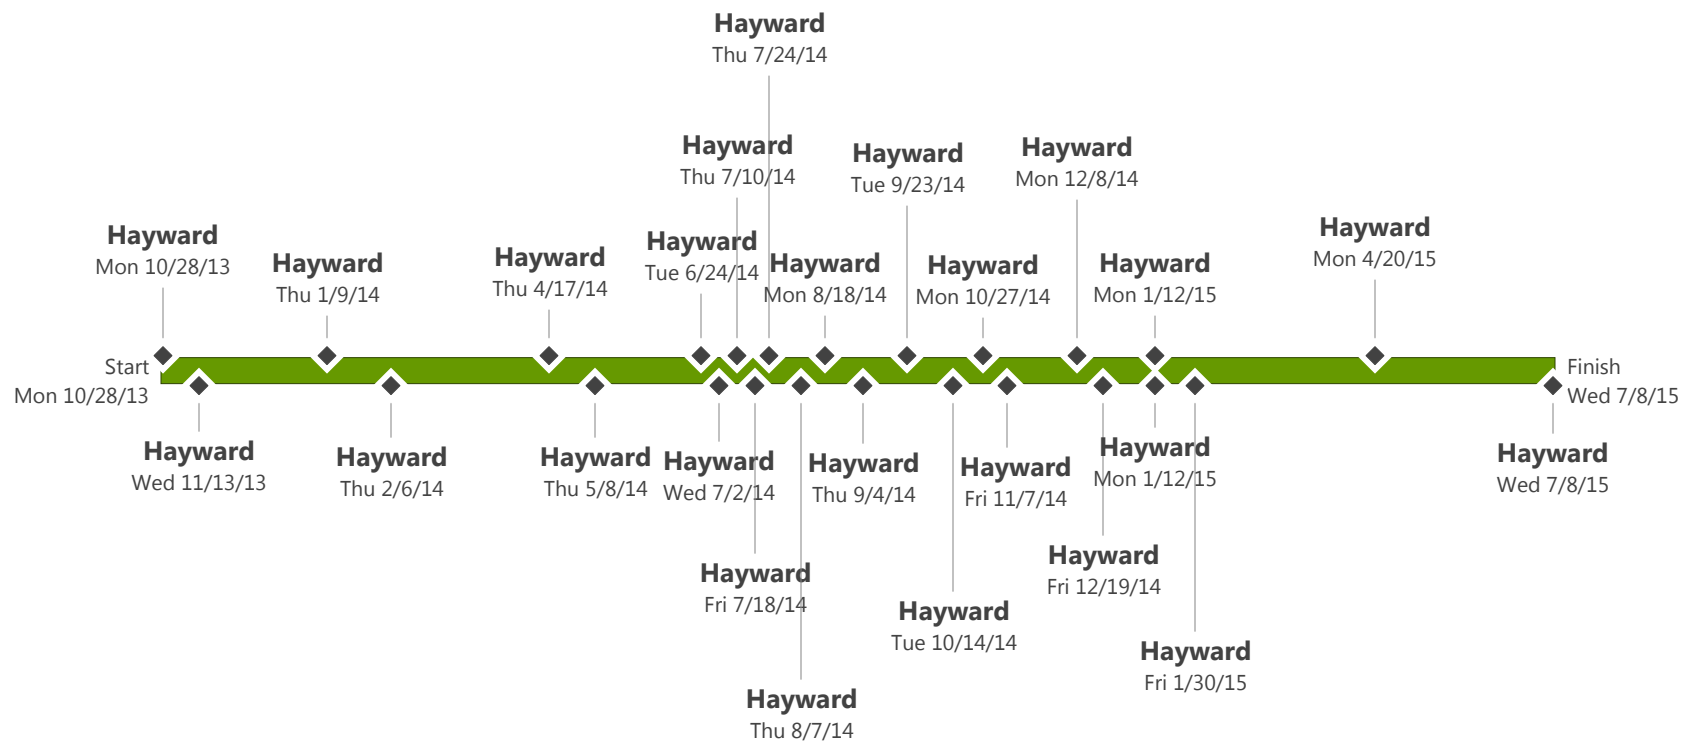 Hayward
Thu 7/24/14
Hayward
Thu 7/10/14
Hayward
Tue 9/23/14
Hayward
Mon 12/8/14
Hayward
Mon 10/28/13
Hayward
Thu 1/9/14
Hayward
Thu 4/17/14
Hayward
Tue 6/24/14
Hayward
Mon 8/18/14
Hayward
Mon 10/27/14
Hayward
Mon 1/12/15
Hayward
Mon 4/20/15
Start
Mon 10/28/13
Finish
Wed 7/8/15
Hayward
Wed 11/13/13
Hayward
Thu 2/6/14
Hayward
Thu 5/8/14
Hayward
Wed 7/2/14
Hayward
Thu 9/4/14
Hayward
Fri 11/7/14
Hayward
Mon 1/12/15
Hayward
Wed 7/8/15
Hayward
Fri 7/18/14
Hayward
Fri 12/19/14
Hayward
Tue 10/14/14
Hayward
Fri 1/30/15
Hayward
Thu 8/7/14